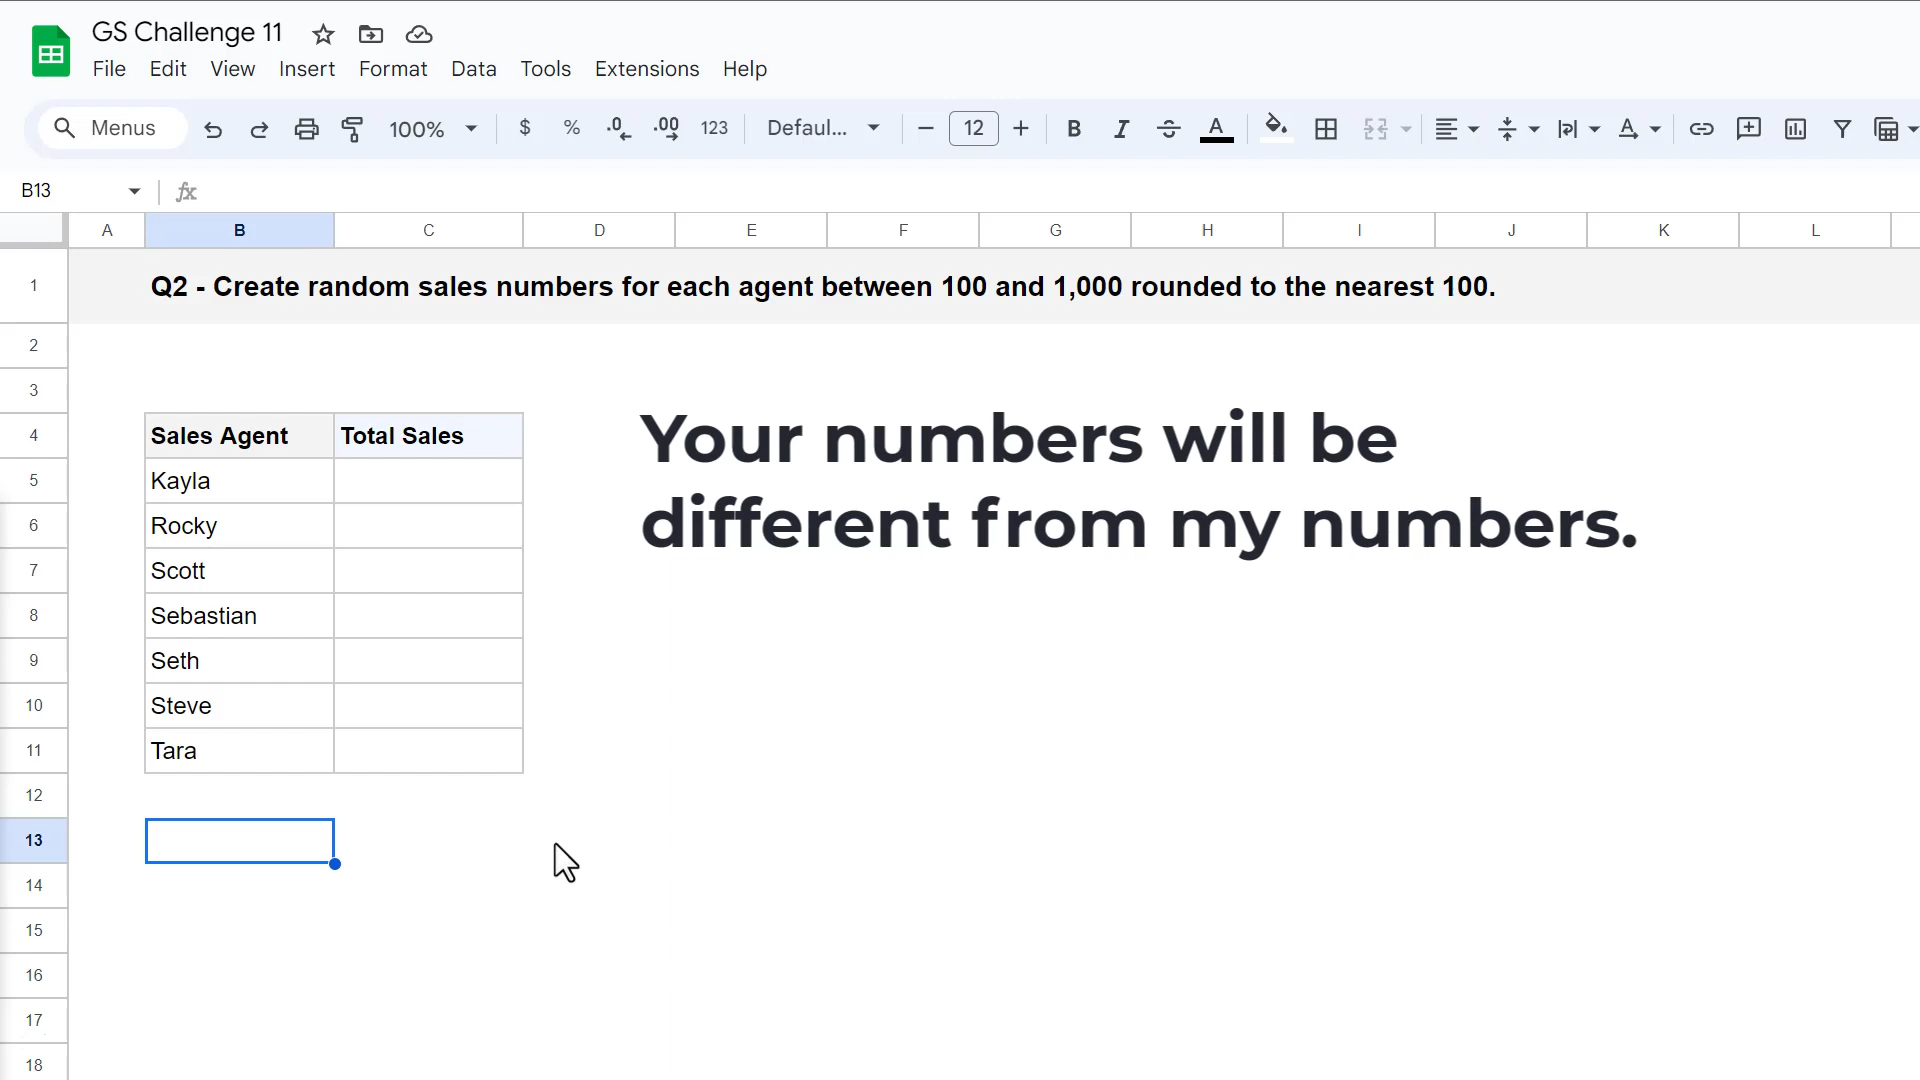 GS Challenge 11
File Edit View Insert Format Data Tools Extensions Help
Menus 100% $ % .0 .00 123 Defaul... 12 B I S A A
B13 fx
A B C D E F G H I J K L
1 Q2 - Create random sales numbers for each agent between 100 and 1,000 rounded to the nearest 100.
2
3
4 Sales Agent Total Sales
Your numbers will be
5 Kayla
6 Rocky
different from my numbers.
7 Scott
8 Sebastian
9 Seth
10 Steve
11 Tara
12
13
14
15
16
17
18